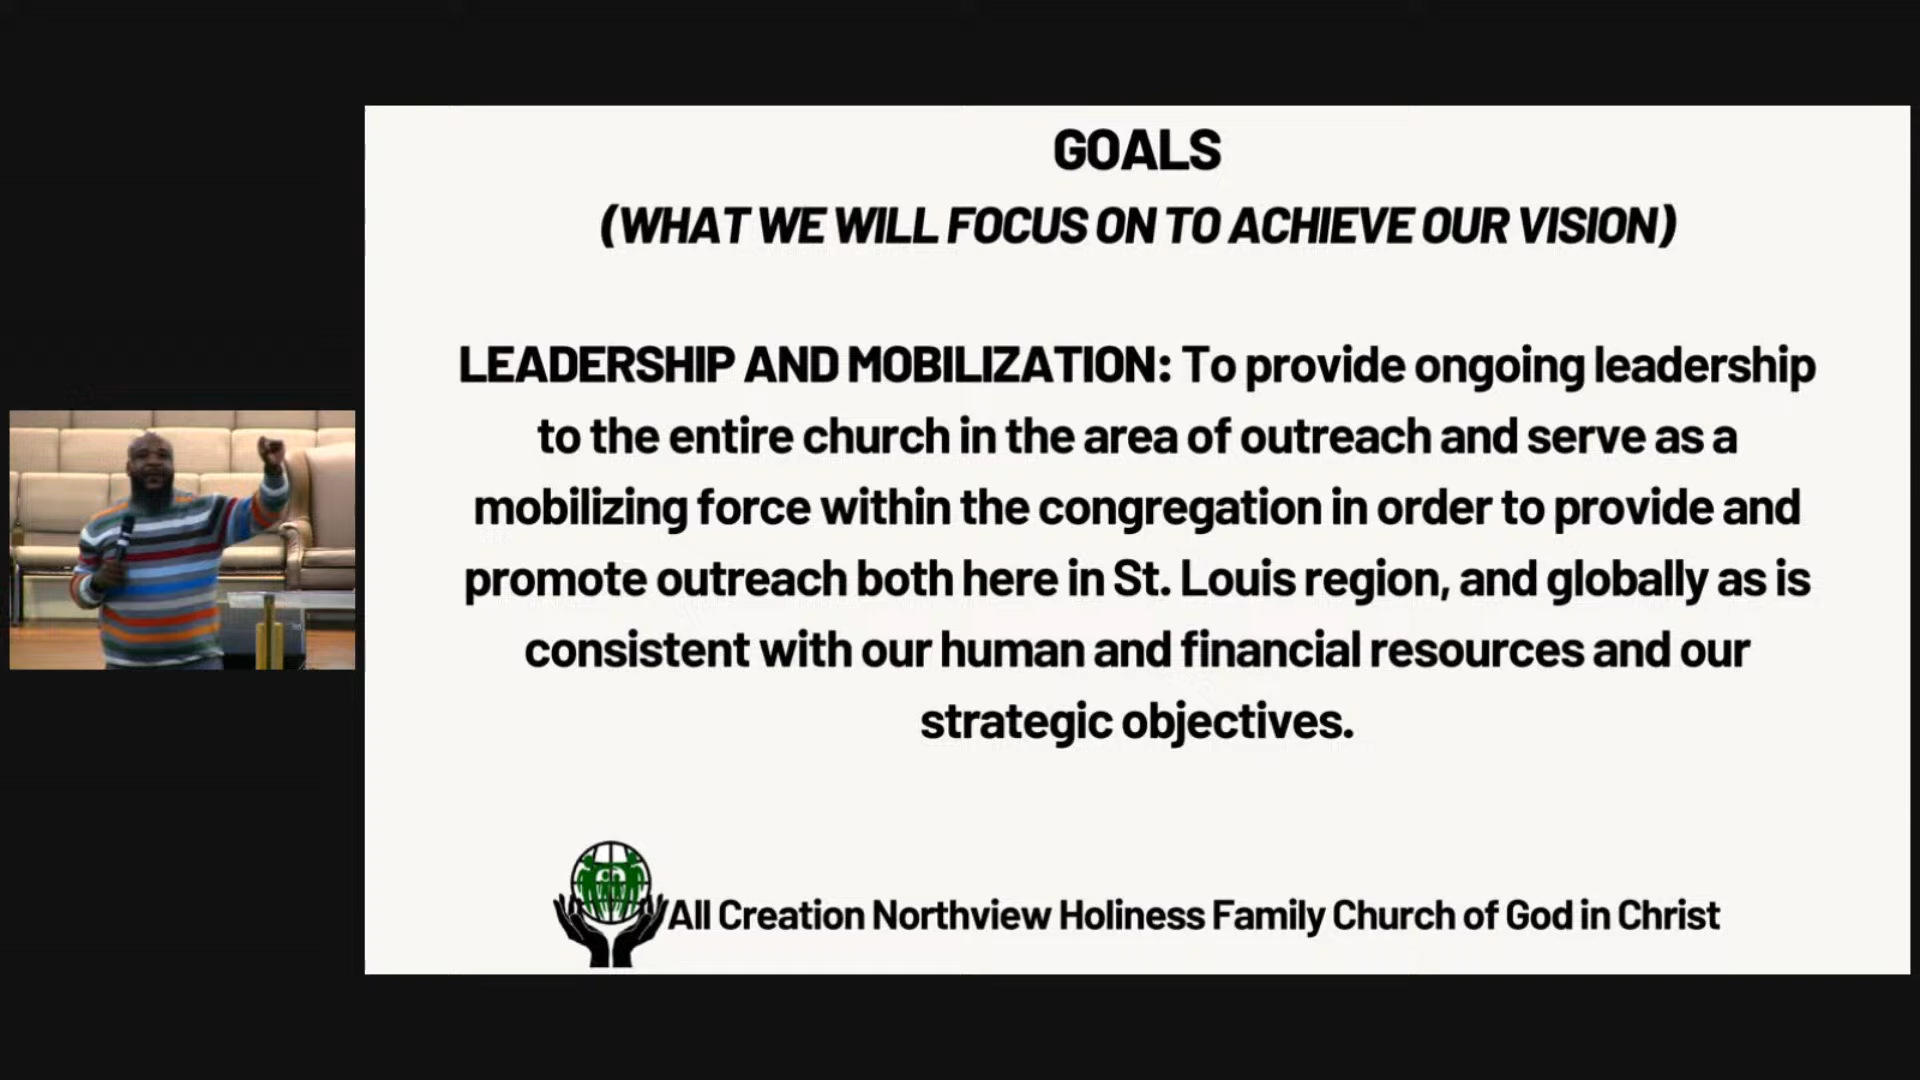 GOALS
(WHAT WE WILL FOCUS ON TO ACHIEVE OUR VISION)
LEADERSHIP AND MOBILIZATION: To provide ongoing leadership
to the entire church in the area of outreach and serve as a
mobilizing force within the congregation in order to provide and
promote outreach both here in St. Louis region, and globally as is
consistent with our human and financial resources and our
strategic objectives.
All Creation Northview Holiness Family Church of God in Christ